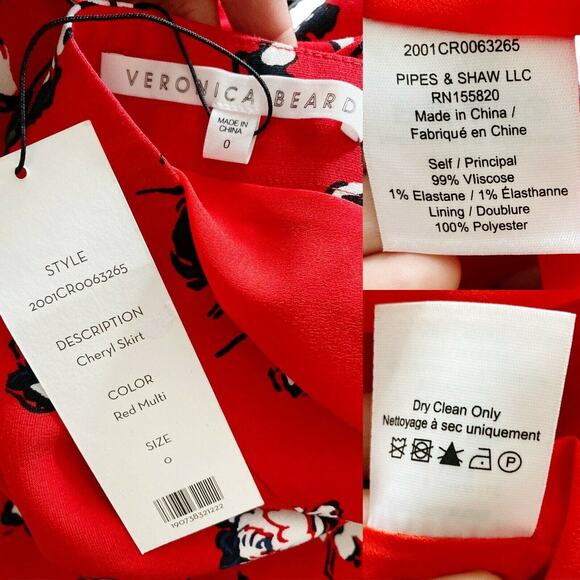 VERONICA BEARD
MADE IN
CHINA
0
STYLE
2001CR0063265
DESCRIPTION
Cheryl Skirt
COLOR
Red Multi
SIZE
0
190738321222
2001CR0063265
PIPES & SHAW LLC
RN155820
Made in China /
Fabriqué en Chine
Self / Principal
99% Vliscose
1% Elastane / 1% Élasthanne
Lining / Doublure
100% Polyester
Dry Clean Only
Nettoyage à sec uniquement
P